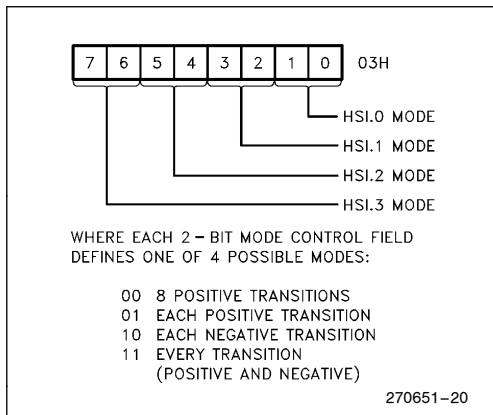 7 6 5 4 3 2 1 0 03H
HSI.0 MODE
HSI.1 MODE
HSI.2 MODE
HSI.3 MODE
WHERE EACH 2-BIT MODE CONTROL FIELD
DEFINES ONE OF 4 POSSIBLE MODES:
00 8 POSITIVE TRANSITIONS
01 EACH POSITIVE TRANSITION
10 EACH NEGATIVE TRANSITION
11 EVERY TRANSITION
(POSITIVE AND NEGATIVE)
270651-20